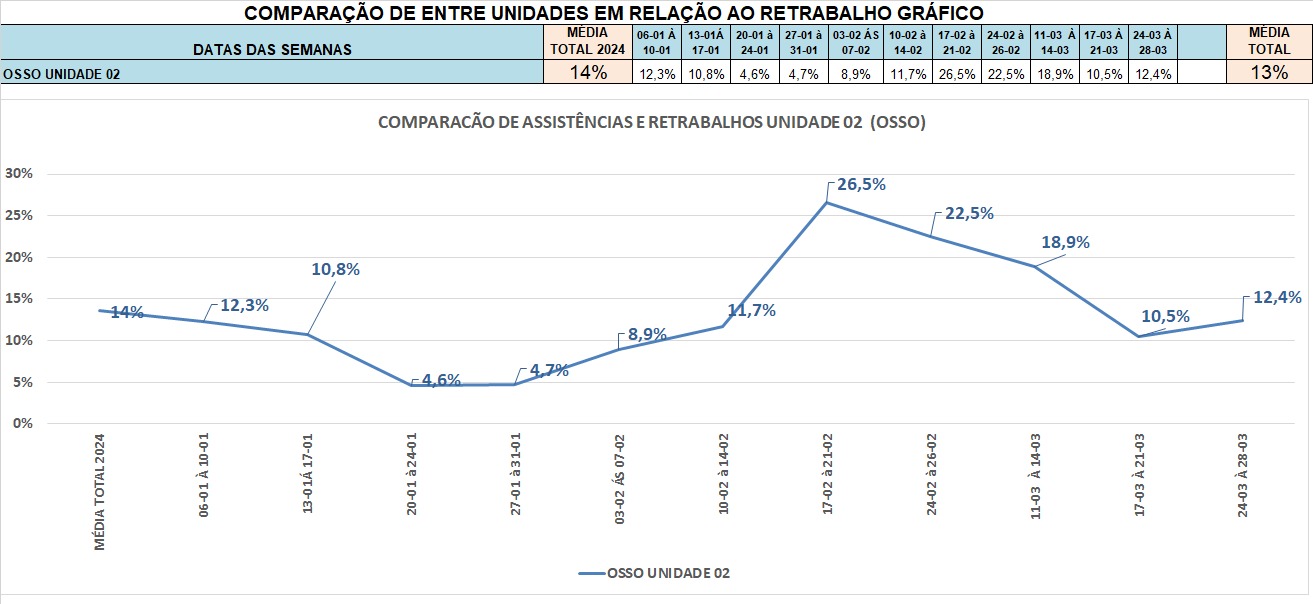 COMPARAÇÃO DE ENTRE UNIDADES EM RELAÇÃO AO RETRABALHO GRÁFICO
DATAS DAS SEMANAS
MÉDIA
TOTAL 2024
06-01 À
10-01
13-01Á
17-01
20-01 à
24-01
27-01 à
31-01
03-02 ÁS
07-02
10-02 à
14-02
17-02 à
21-02
24-02 à
26-02
11-03 À
14-03
17-03 À
21-03
24-03 À
28-03
MÉDIA
TOTAL
OSSO UNIDADE 02 14% 12,3% 10,8% 4,6% 4,7% 8,9% 11,7% 26,5% 22,5% 18,9% 10,5% 12,4% 13%
COMPARACÃO DE ASSISTÊNCIAS E RETRABALHOS UNIDADE 02 (OSSO)
30%
25%
20%
15%
10%
5%
0%
14%
12,3%
10,8%
4,6%
4,7%
8,9%
11,7%
26,5%
22,5%
18,9%
10,5%
12,4%
MÉDIA TOTAL 2024
06-01 À 10-01
13-01Á 17-01
20-01 à24-01
27-01 à31-01
03-02 ÁS 07-02
10-02 à14-02
17-02 à21-02
24-02 à26-02
11-03 À 14-03
17-03 À 21-03
24-03 À 28-03
OSSO UNIDADE 02